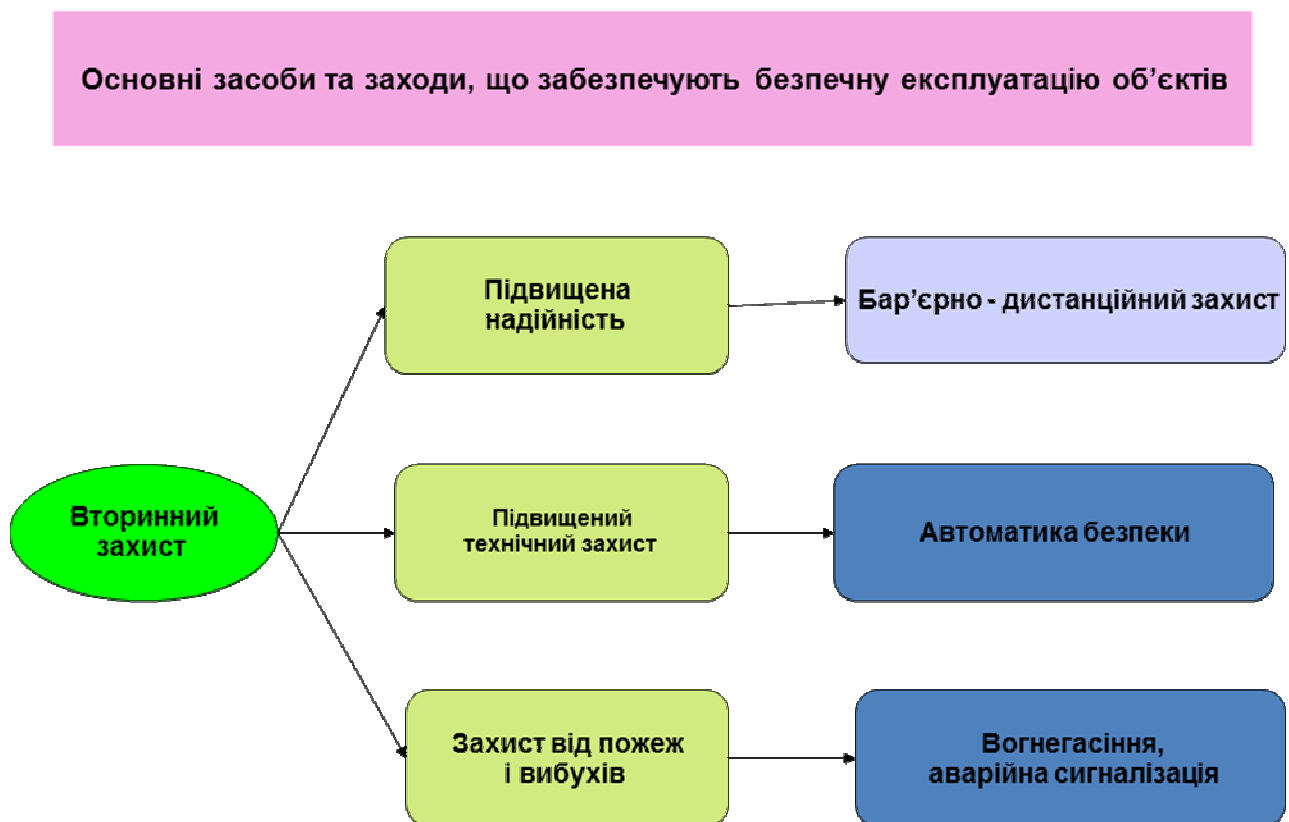 Основні засоби та заходи, що забезпечують безпечну експлуатацію об’єктів
Підвищена
надійність
Бар’єрно - дистанційний захист
Вторинний
захист
Підвищений
технічний захист
Автоматика безпеки
Захист від пожеж
і вибухів
Вогнегасіння,
аварійна сигналізація